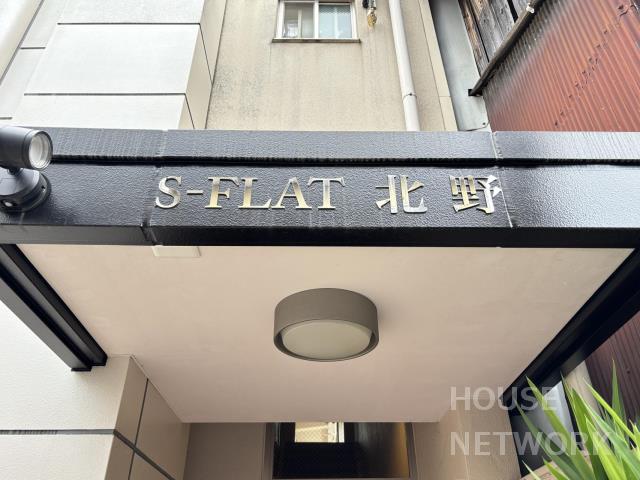 S-FLAT 北野
HOUSE
NETWORK